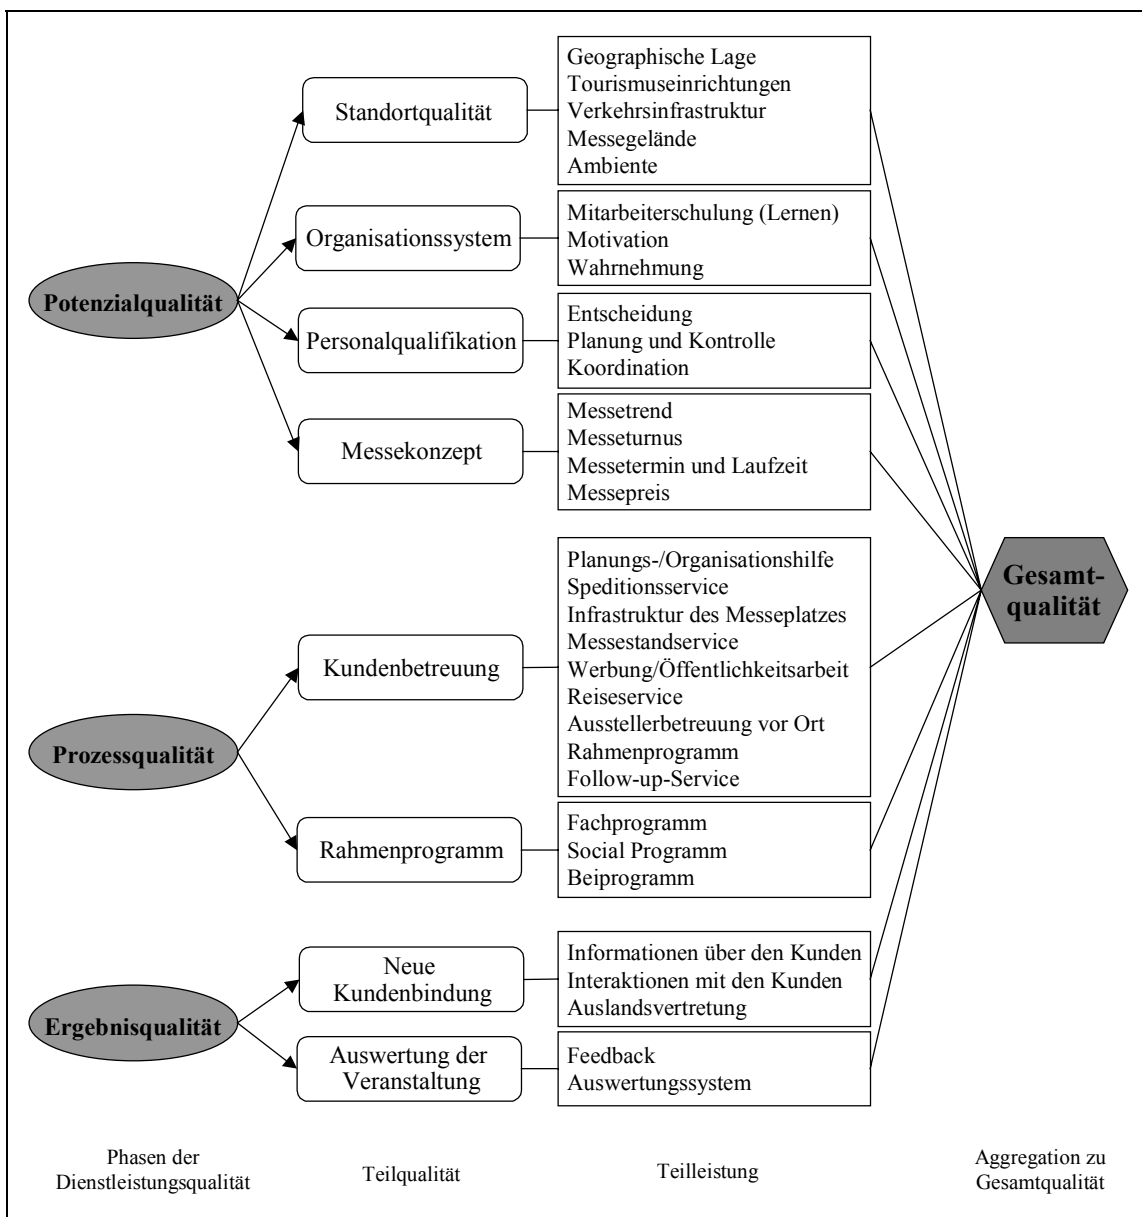 Potenzialqualität
Standortqualität
Geographische Lage
Tourismuseinrichtungen
Verkehrsinfrastruktur
Messegelände
Ambiente
Organisationssystem
Mitarbeiterschulung (Lernen)
Motivation
Wahrnehmung
Personalqualifikation
Entscheidung
Planung und Kontrolle
Koordination
Messekonzept
Messetrend
Messeturnus
Messetermin und Laufzeit
Messepreis
Prozessqualität
Kundenbetreuung
Planungs-/Organisationshilfe
Speditionsservice
Infrastruktur des Messeplatzes
Messestandservice
Werbung/Öffentlichkeitsarbeit
Reiseservice
Ausstellerbetreuung vor Ort
Rahmenprogramm
Follow-up-Service
Rahmenprogramm
Fachprogramm
Social Programm
Beiprogramm
Ergebnisqualität
Neue
Kundenbindung
Informationen über den Kunden
Interaktionen mit den Kunden
Auslandsvertretung
Auswertung der
Veranstaltung
Feedback
Auswertungssystem
Gesamt-
qualität
Phasen der
Dienstleistungsqualität
Teilqualität
Teilleistung
Aggregation zu
Gesamtqualität